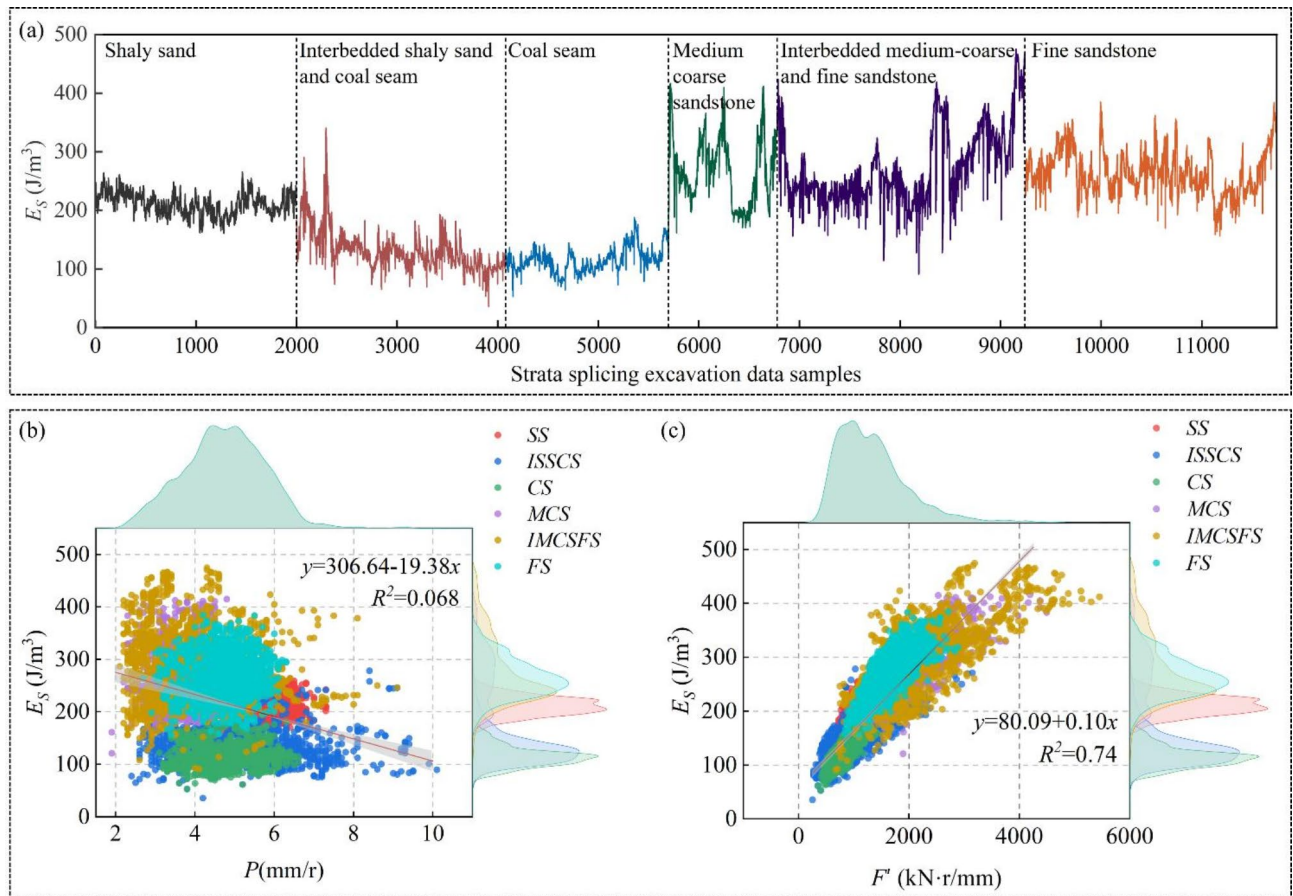 (a)
500
400
300
200
100
0
E_S (J/m³)
Shaly sand
Interbedded shaly sand
and coal seam
Coal seam
Medium
coarse
sandstone
Interbedded medium-coarse
and fine sandstone
Fine sandstone
0 1000 2000 3000 4000 5000 6000 7000 8000 9000 10000 11000
Strata splicing excavation data samples
(b)
SS
ISSCS
CS
MCS
IMCSFS
FS
y=306.64-19.38x
R²=0.068
500
400
300
200
100
0
E_S (J/m³)
2 4 6 8 10
P(mm/r)
(c)
SS
ISSCS
CS
MCS
IMCSFS
FS
500
400
300
200
100
0
E_S (J/m³)
y=80.09+0.10x
R²=0.74
0 2000 4000 6000
F' (kN·r/mm)